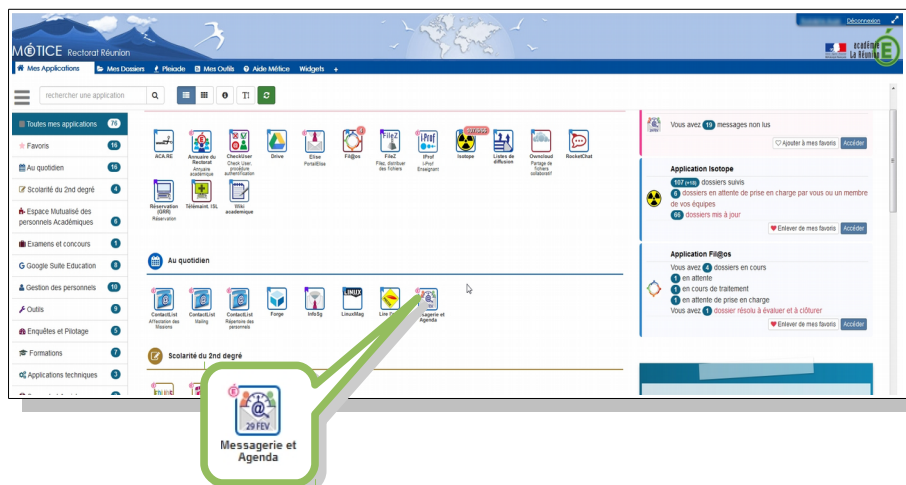 Déconnexion
MÉTICE Rectorat Réunion
académie
La Réunion
Mes Applications Mes Dossiers Pleiade Mes Outils Aide Métice Widgets +
rechercher une application
Toutes mes applications 76
Favoris 16
Au quotidien 16
Scolarité du 2nd degré 4
Espace Mutualisé des
personnels Académiques 6
Examens et concours 1
Google Suite Education 8
Gestion des personnels 10
Outils 9
Enquêtes et Pilotage 5
Formations 7
Applications techniques 3
ACA.RE
Annuaire du
Rectorat
Annuaire
académique
CheckUser
Check User,
procédure
authentification
Drive
Elise
PortailElise
Fil@os
FileZ
Filez, distribuer
des fichiers
IProf
I-Prof
Enseignant
Isotope
Listes de
diffusion
Owncloud
Partage de
fichiers
collaboratif
RocketChat
Réservation
(GRR)
Réservation
Télémaint. 13L
Wiki
académique
Au quotidien
ContactList
Affectation des
Missions
ContactList
Mailing
ContactList
Répertoire des
personnels
Forge
InfoSg
LinuxMag
Messagerie et
Agenda
Scolarité du 2nd degré
29 FEV
Messagerie et
Agenda
Vous avez 19 messages non lus
Ajouter à mes favoris Accéder
Application Isotope
107 (+15) dossiers suivis
6 dossiers en attente de prise en charge par vous ou un membre
de vos équipes
66 dossiers mis à jour
Enlever de mes favoris Accéder
Application Fil@os
Vous avez 4 dossiers en cours
1 en attente
1 en cours de traitement
1 en attente de prise en charge
Vous avez 1 dossier résolu à évaluer et à clôturer
Enlever de mes favoris Accéder